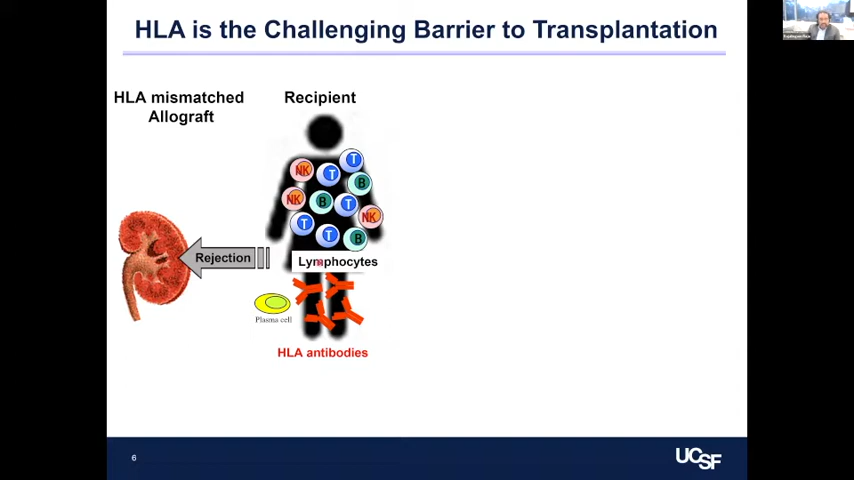 HLA is the Challenging Barrier to Transplantation
HLA mismatched
Allograft
Recipient
T
NK
T
B
NK
B
T
NK
T
T
B
Rejection
Lymphocytes
Plasma cell
HLA antibodies
6
UCSF